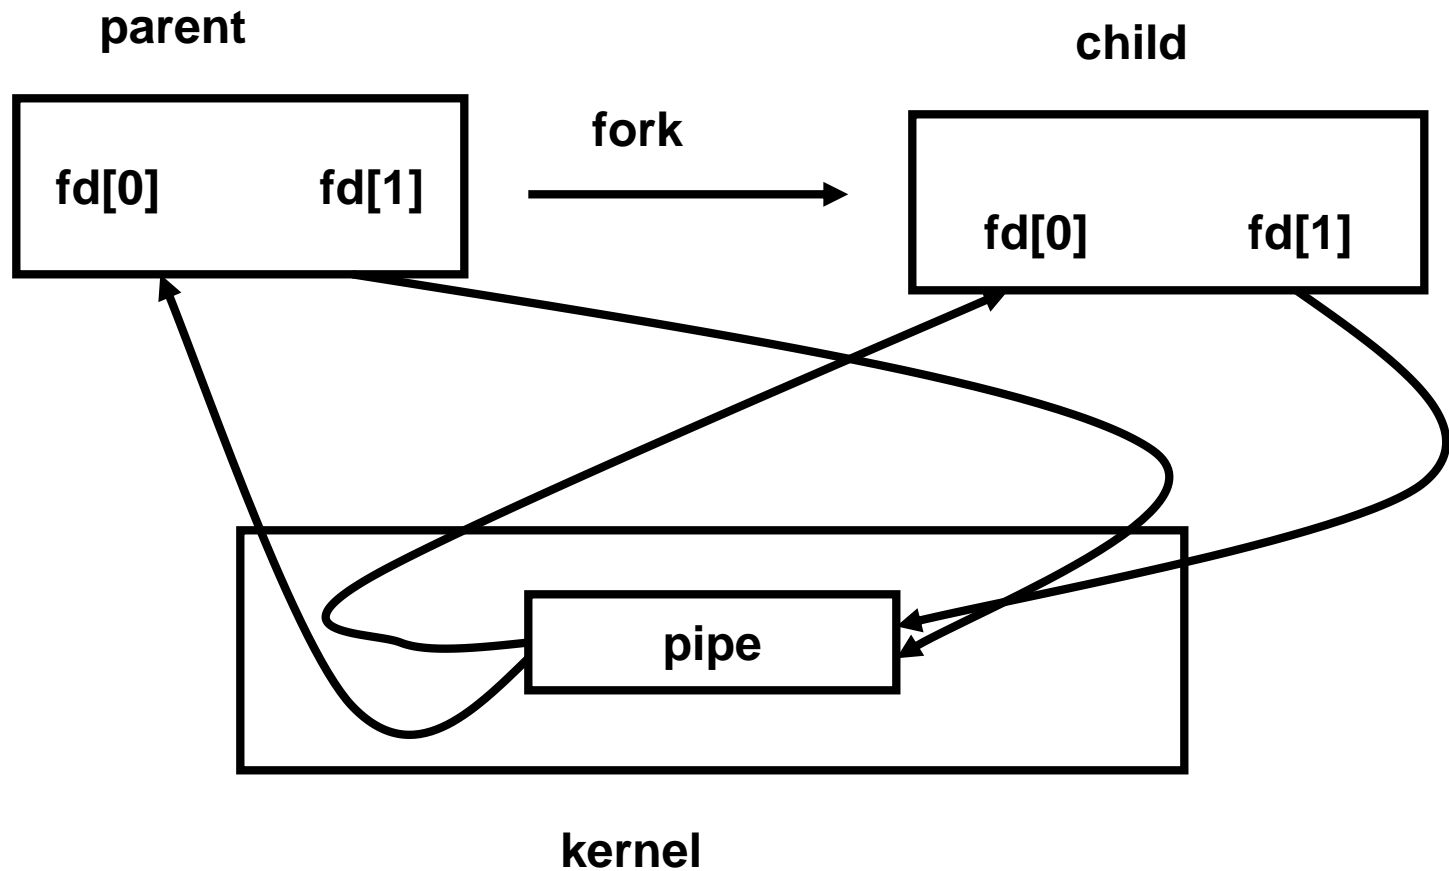 parent
child
fork
fd[0]
fd[1]
fd[0]
fd[1]
pipe
kernel